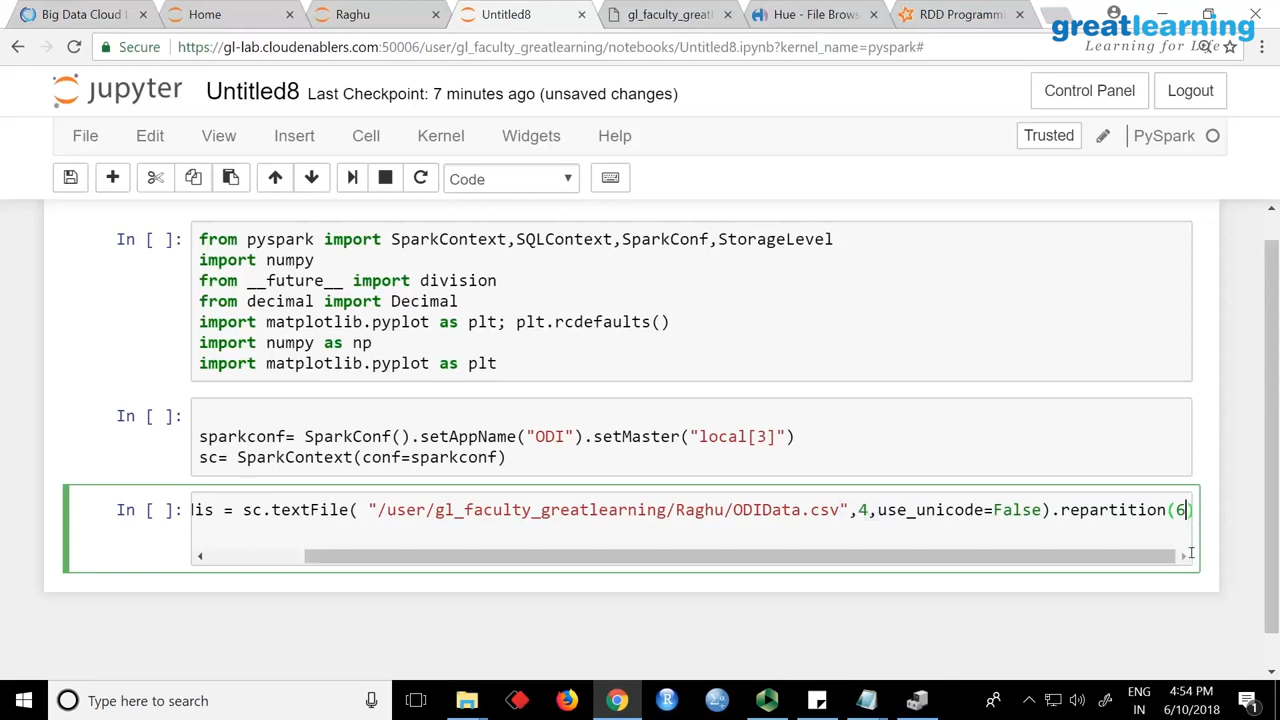 Big Data Cloud L
Home
Raghu
Untitled8
gl_faculty_greatl
Hue - File Brows
RDD Programmi
greatlearning
Learning for Life
Secure
https://gl-lab.cloudenablers.com:50006/user/gl_faculty_greatlearning/notebooks/Untitled8.ipynb?kernel_name=pyspark#
jupyter Untitled8 Last Checkpoint: 7 minutes ago (unsaved changes)
Control Panel
Logout
File Edit View Insert Cell Kernel Widgets Help
Trusted
PySpark
Code
In [ ]:
from pyspark import SparkContext,SQLContext,SparkConf,StorageLevel
import numpy
from __future__ import division
from decimal import Decimal
import matplotlib.pyplot as plt; plt.rcdefaults()
import numpy as np
import matplotlib.pyplot as plt
In [ ]:
sparkconf= SparkConf().setAppName("ODI").setMaster("local[3]")
sc= SparkContext(conf=sparkconf)
In [ ]:
is = sc.textFile( "/user/gl_faculty_greatlearning/Raghu/ODIData.csv",4,use_unicode=False).repartition(6)
Type here to search
R
ENG
IN
4:54 PM
6/10/2018
1